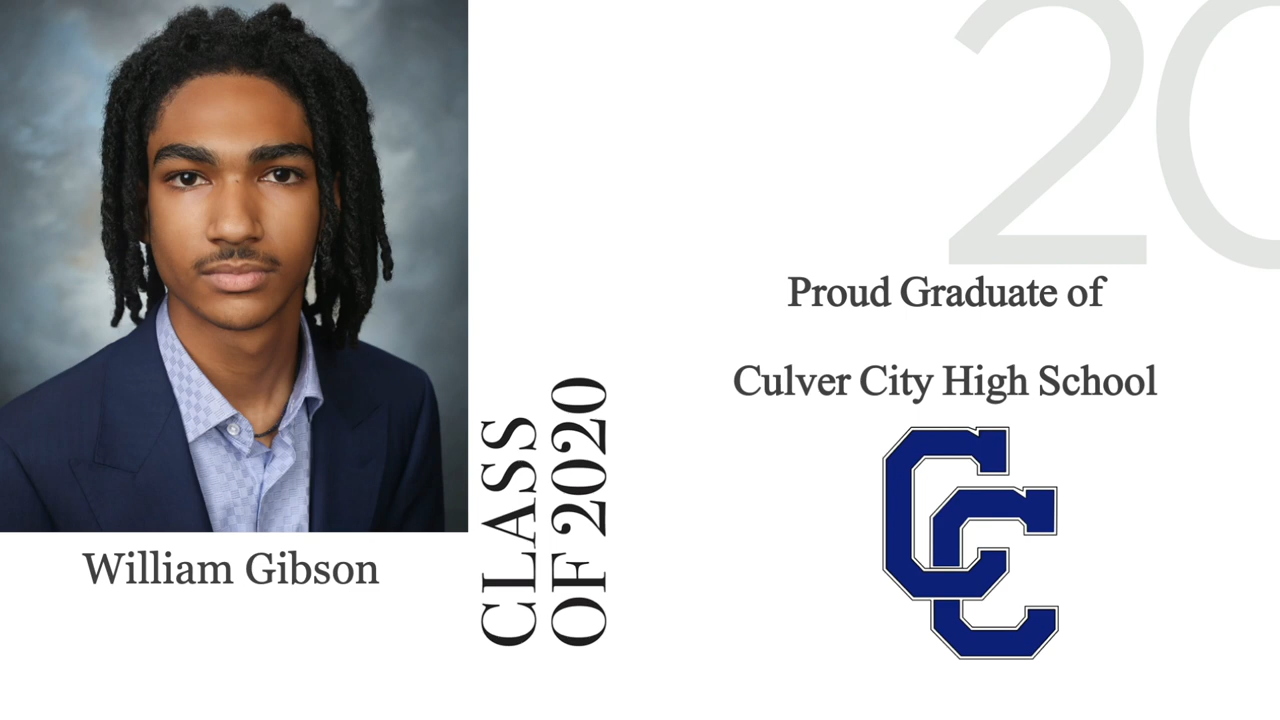 20
Proud Graduate of
Culver City High School
CC
William Gibson
CLASS
OF 2020